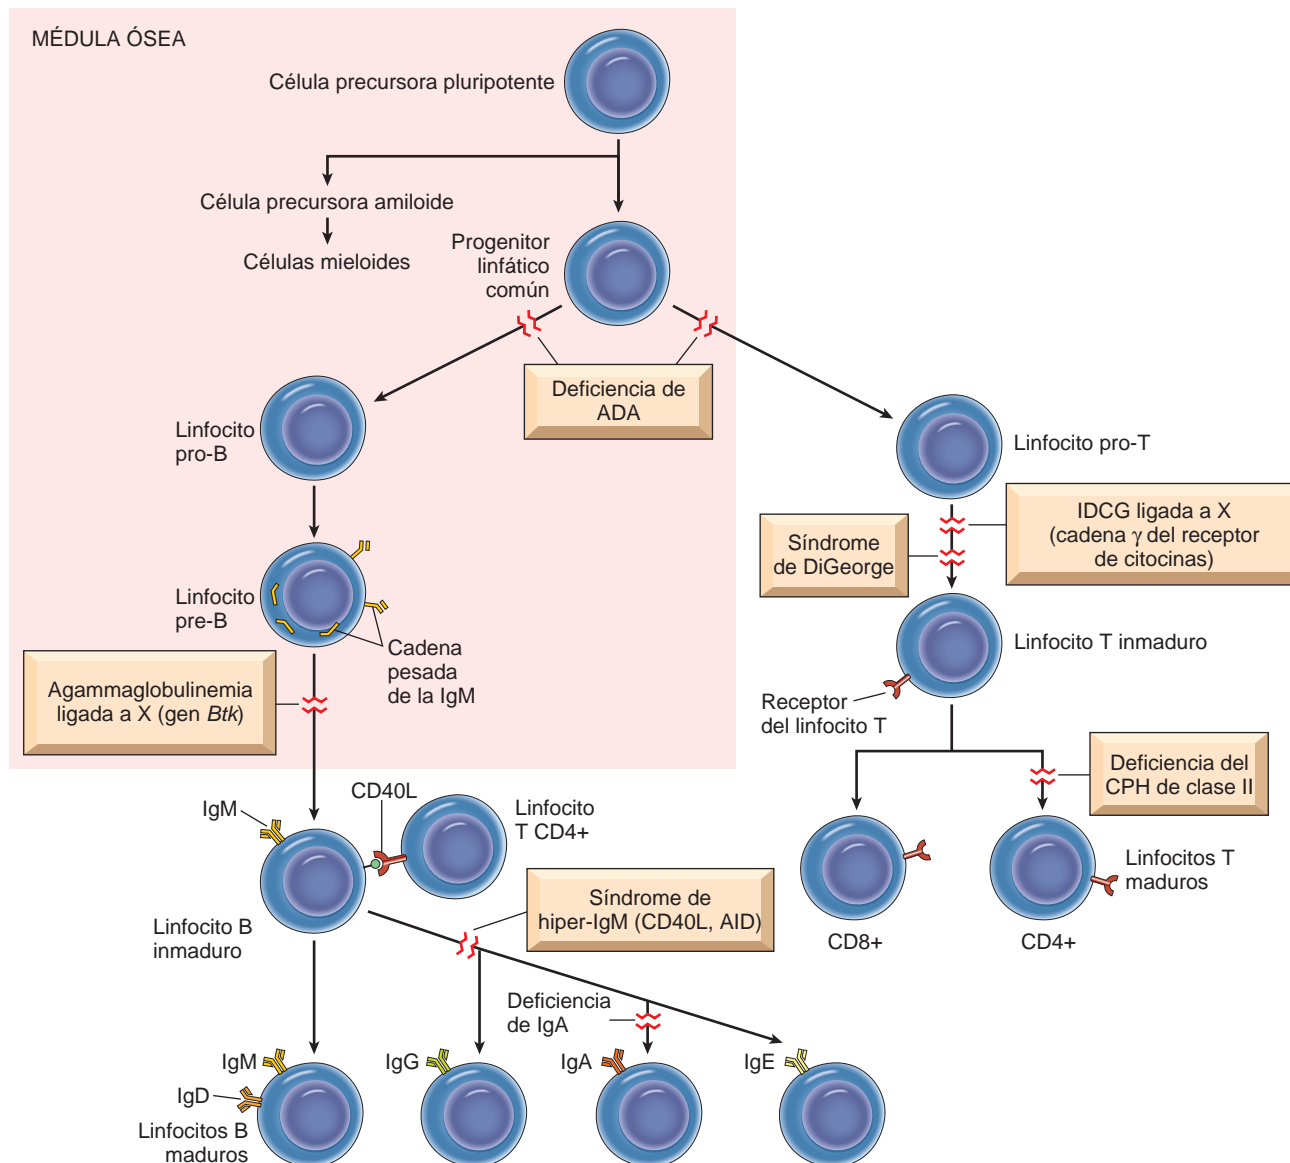 MÉDULA ÓSEA
Célula precursora pluripotente
Célula precursora amiloide
Células mieloides
Progenitor
linfático
común
Deficiencia de
ADA
Linfocito
pro-B
Linfocito pro-T
IDCG ligada a X
(cadena γ del receptor
de citocinas)
Síndrome
de DiGeorge
Linfocito
pre-B
Cadena
pesada
de la IgM
Linfocito T inmaduro
Agammaglobulinemia
ligada a X (gen Btk)
Receptor
del linfocito T
Deficiencia del
CPH de clase II
IgM
CD40L
Linfocito
T CD4+
Linfocitos T
maduros
CD8+
CD4+
Síndrome de
hiper-IgM (CD40L, AID)
Linfocito B
inmaduro
Deficiencia
de IgA
IgM
IgD
IgG
IgA
IgE
Linfocitos B
maduros